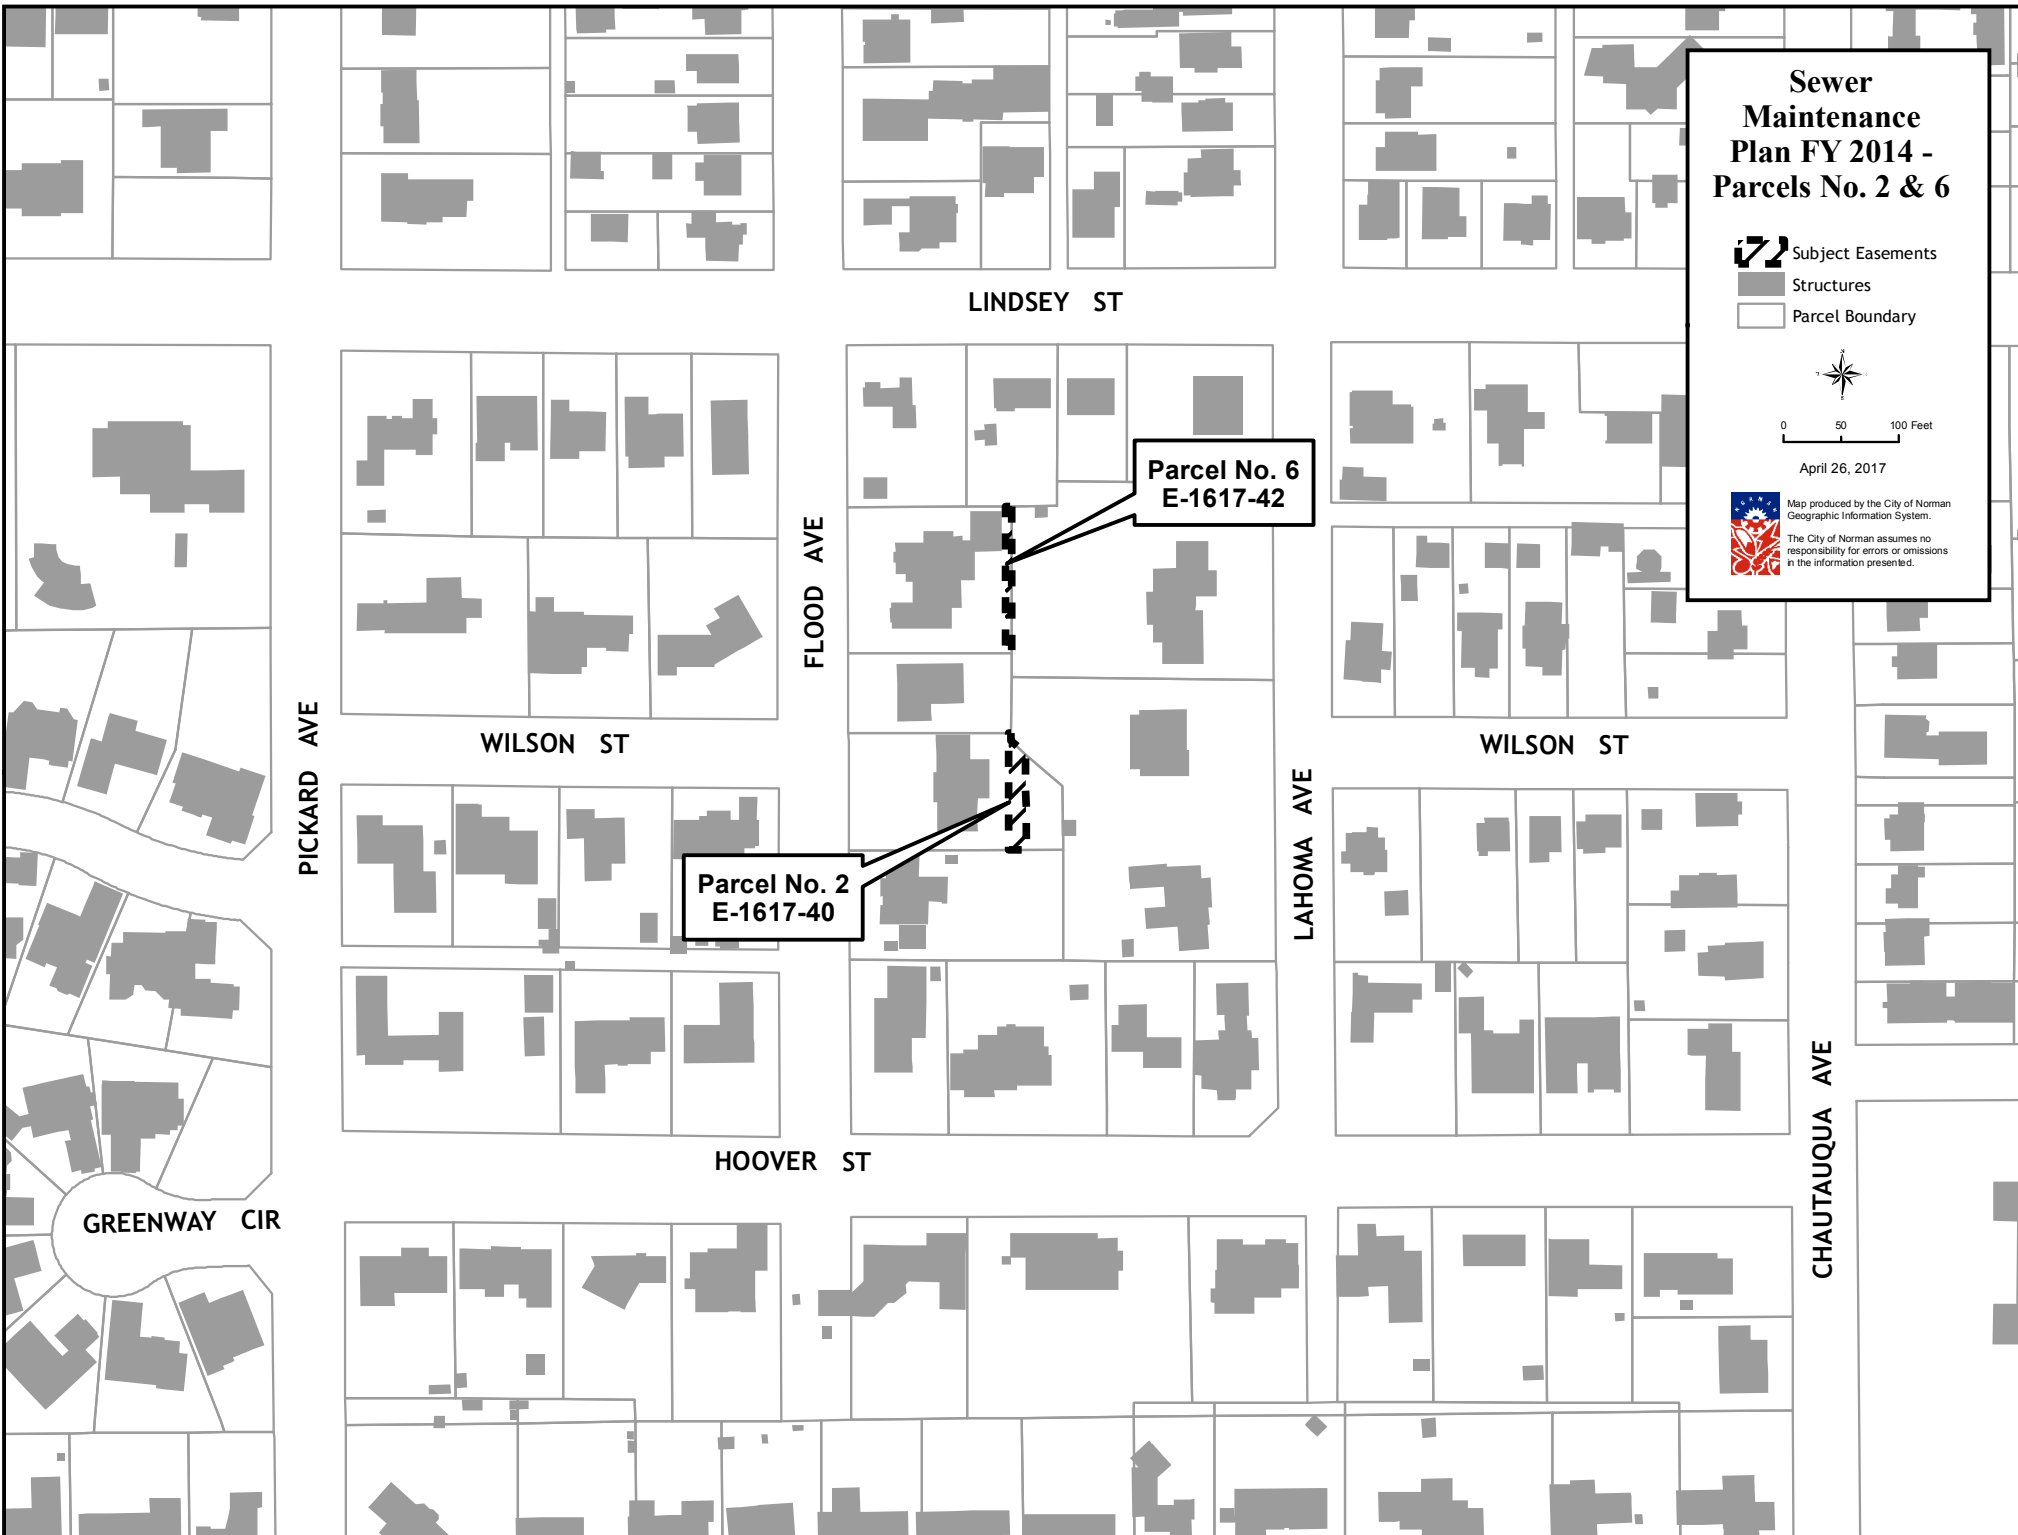 Sewer
Maintenance
Plan FY 2014 -
Parcels No. 2 & 6
Subject Easements
Structures
Parcel Boundary
0 50 100 Feet
April 26, 2017
NORMAN
Map produced by the City of Norman
Geographic Information System.
The City of Norman assumes no
responsibility for errors or omissions
in the information presented.
LINDSEY ST
Parcel No. 6
E-1617-42
FLOOD AVE
PICKARD AVE
WILSON ST
WILSON ST
LAHOMA AVE
Parcel No. 2
E-1617-40
HOOVER ST
GREENWAY CIR
CHAUTAUQUA AVE